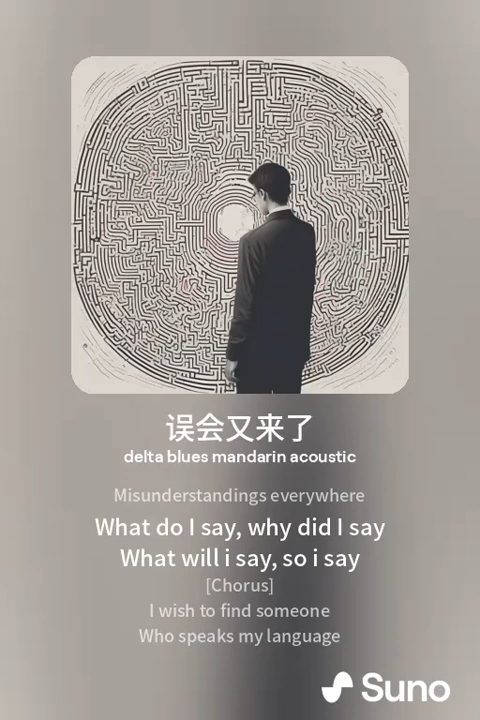 误会又来了
delta blues mandarin acoustic
Misunderstandings everywhere
What do I say, why did I say
What will i say, so i say
[Chorus]
I wish to find someone
Who speaks my language
Suno